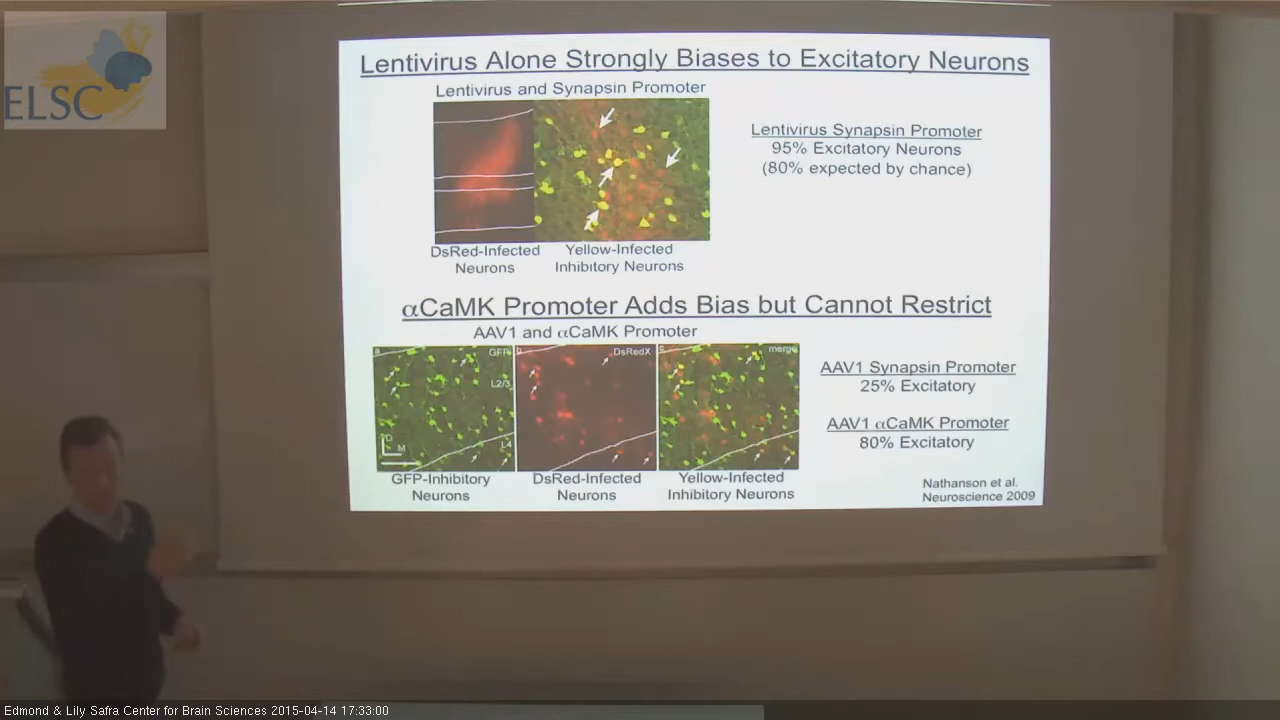 ELSC
Lentivirus Alone Strongly Biases to Excitatory Neurons
Lentivirus and Synapsin Promoter
Lentivirus Synapsin Promoter
95% Excitatory Neurons
(80% expected by chance)
DsRed-Infected
Neurons
Yellow-Infected
Inhibitory Neurons
αCaMK Promoter Adds Bias but Cannot Restrict
AAV1 and αCaMK Promoter
a
GFP
L2/3
L4
D
M
b
DsRedX
c
merge
AAV1 Synapsin Promoter
25% Excitatory
AAV1 αCaMK Promoter
80% Excitatory
GFP-Inhibitory
Neurons
DsRed-Infected
Neurons
Yellow-Infected
Inhibitory Neurons
Nathanson et al.
Neuroscience 2009
Edmond & Lily Safra Center for Brain Sciences 2015-04-14 17:33:00